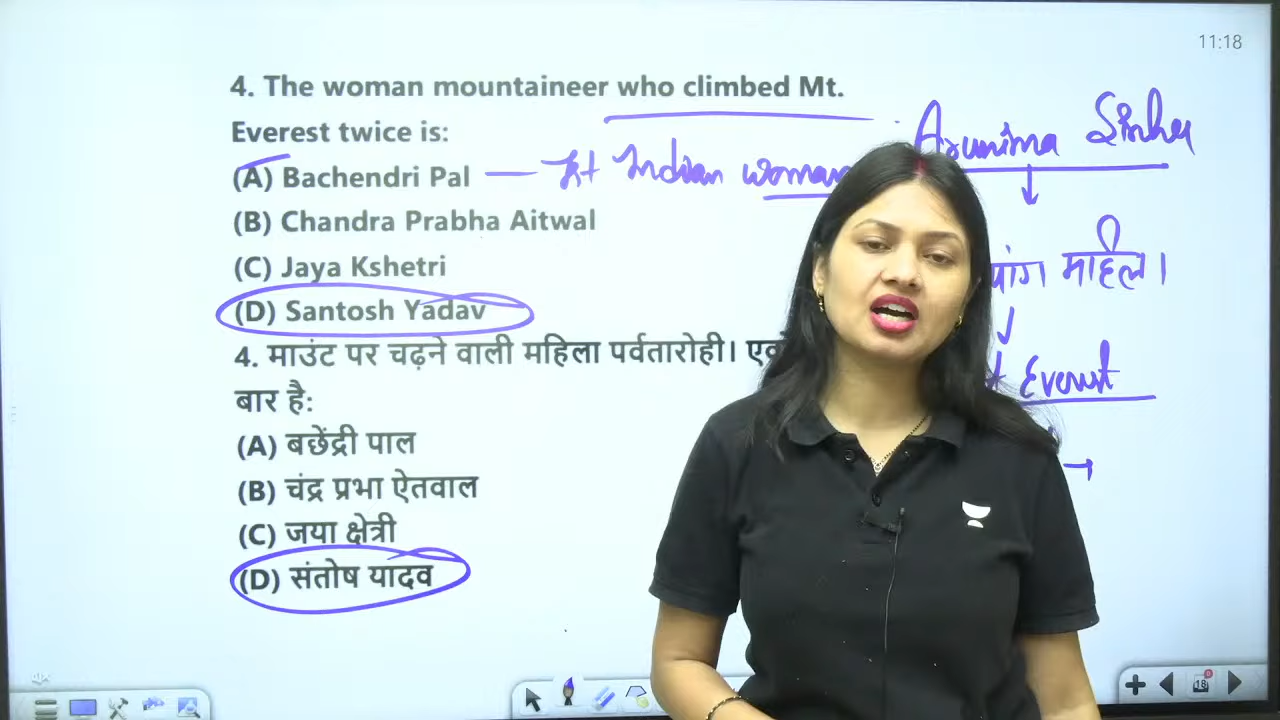 11:18
4. The woman mountaineer who climbed Mt.
Everest twice is:
(A) Bachendri Pal — 1st Indian woman
(B) Chandra Prabha Aitwal
(C) Jaya Kshetri
(D) Santosh Yadav
4. माउंट पर चढ़ने वाली महिला पर्वतारोही।
बार है:
(A) बछेंद्री पाल
(B) चंद्र प्रभा ऐतवाल
(C) जया क्षेत्री
(D) संतोष यादव
Arunima Sinha
महिला।
Everest
18